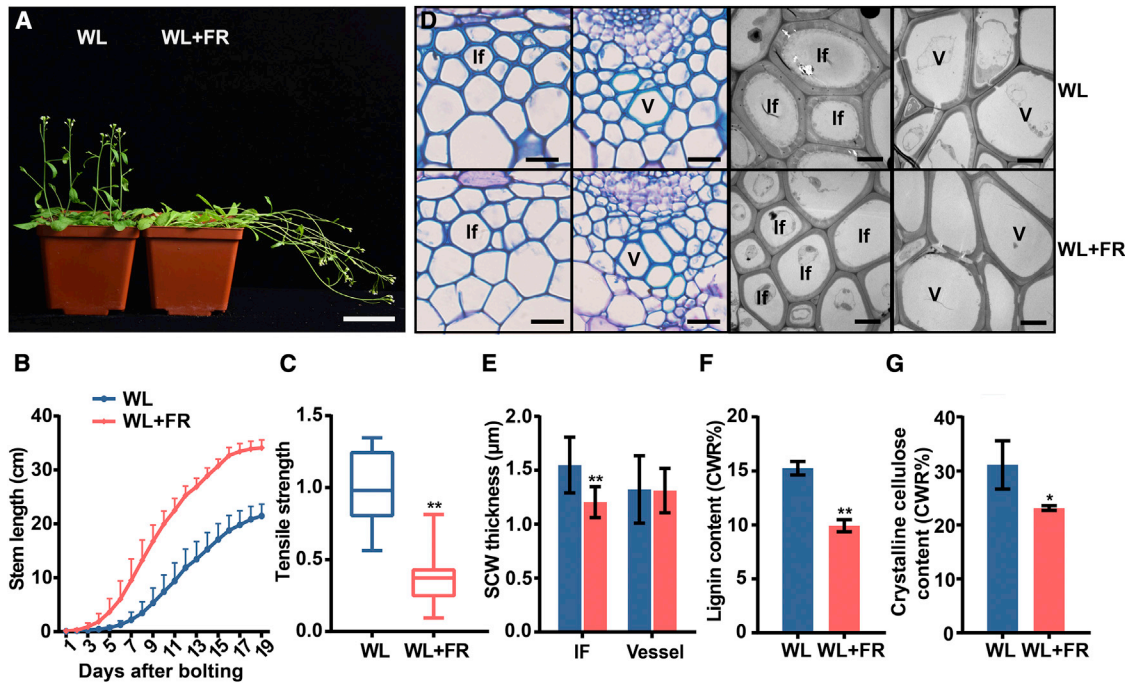 A
WL
WL+FR
D
If
V
If
If
If
V
V
WL
If
V
If
If
If
If
V
V
WL+FR
B
WL
WL+FR
Stem length (cm)
40
30
20
10
0
1 3 5 7 9 11 13 15 17 19
Days after bolting
C
Tensile strength
1.5
1.0
0.5
0.0
**
WL
WL+FR
E
SCW thickness (μm)
2.0
1.5
1.0
0.5
0.0
**
IF
Vessel
F
Lignin content (CWR%)
20
15
10
5
0
**
WL
WL+FR
G
Crystalline cellulose
content (CWR%)
40
30
20
10
0
*
WL
WL+FR